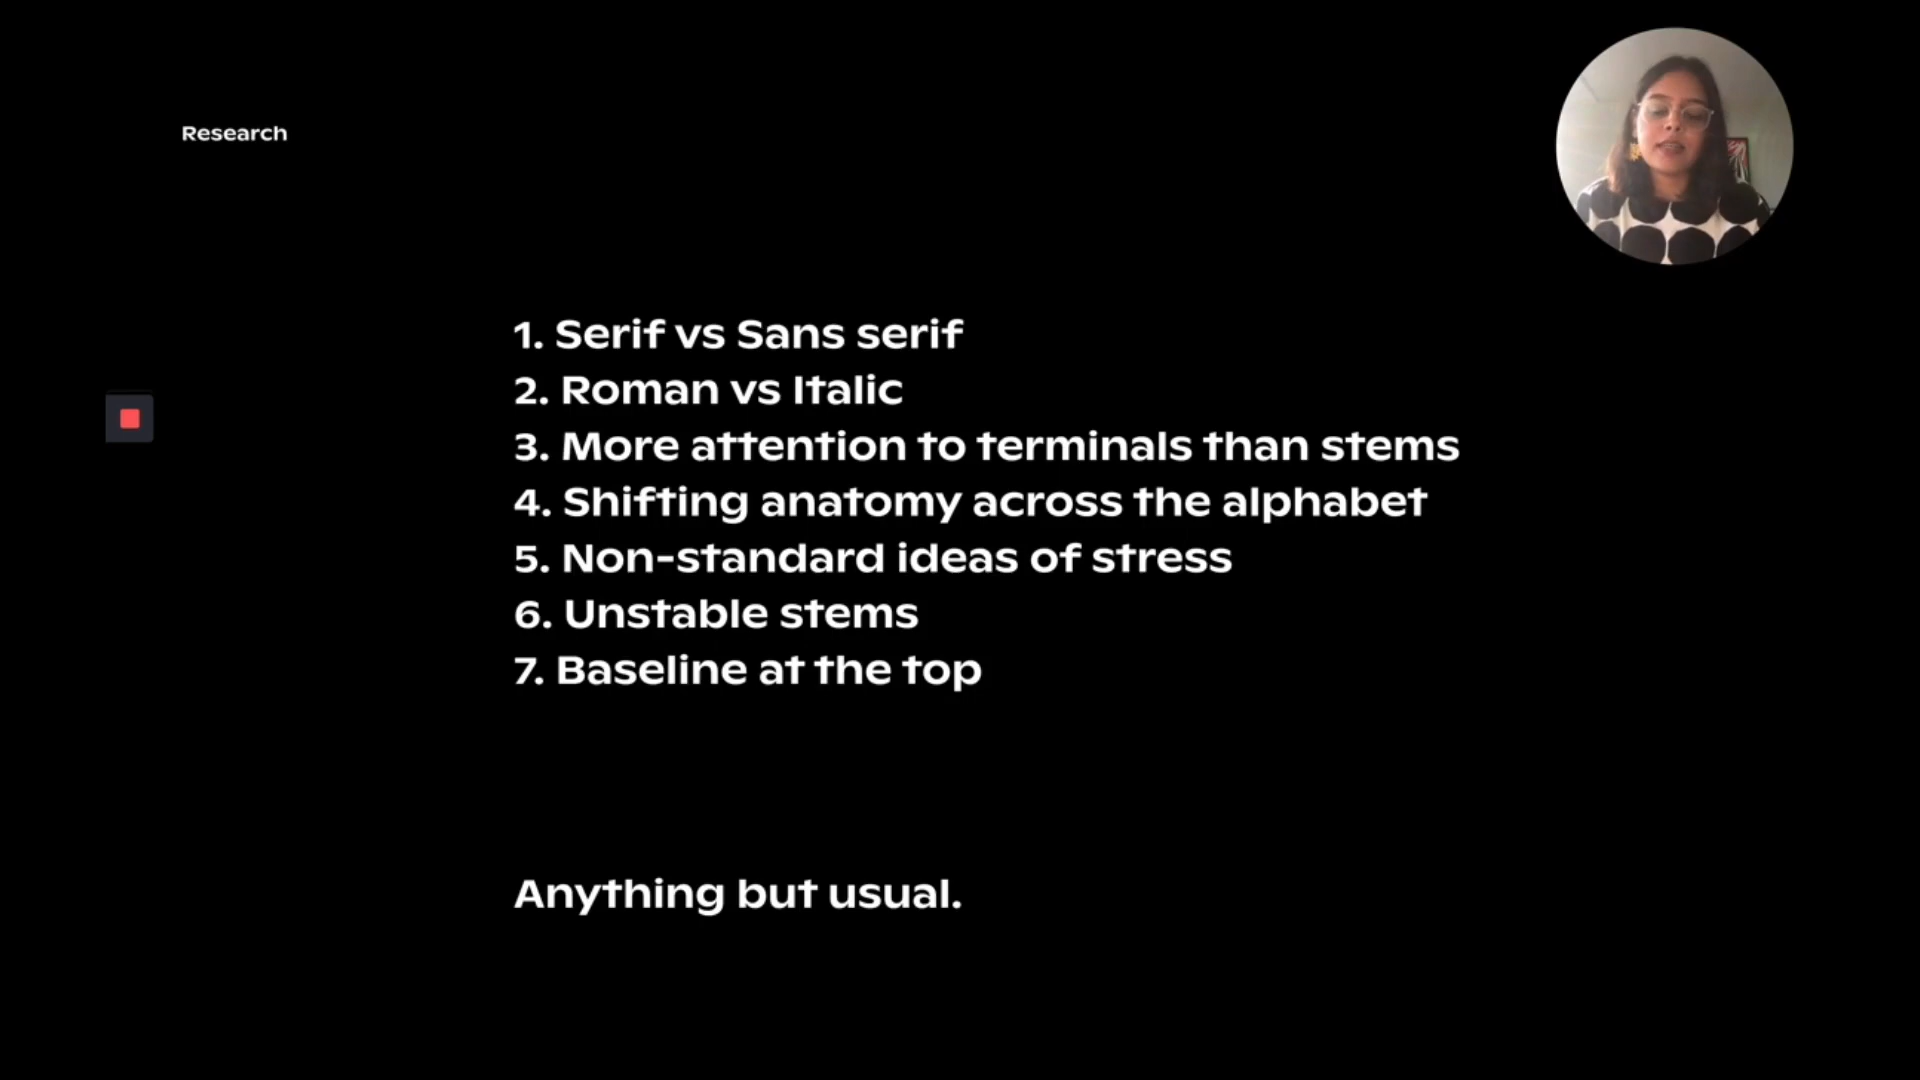 Research
1. Serif vs Sans serif
2. Roman vs Italic
3. More attention to terminals than stems
4. Shifting anatomy across the alphabet
5. Non-standard ideas of stress
6. Unstable stems
7. Baseline at the top
Anything but usual.